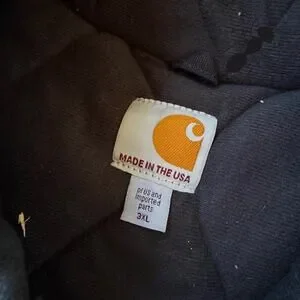 MADE IN THE USA
of US and
imported
parts
3XL